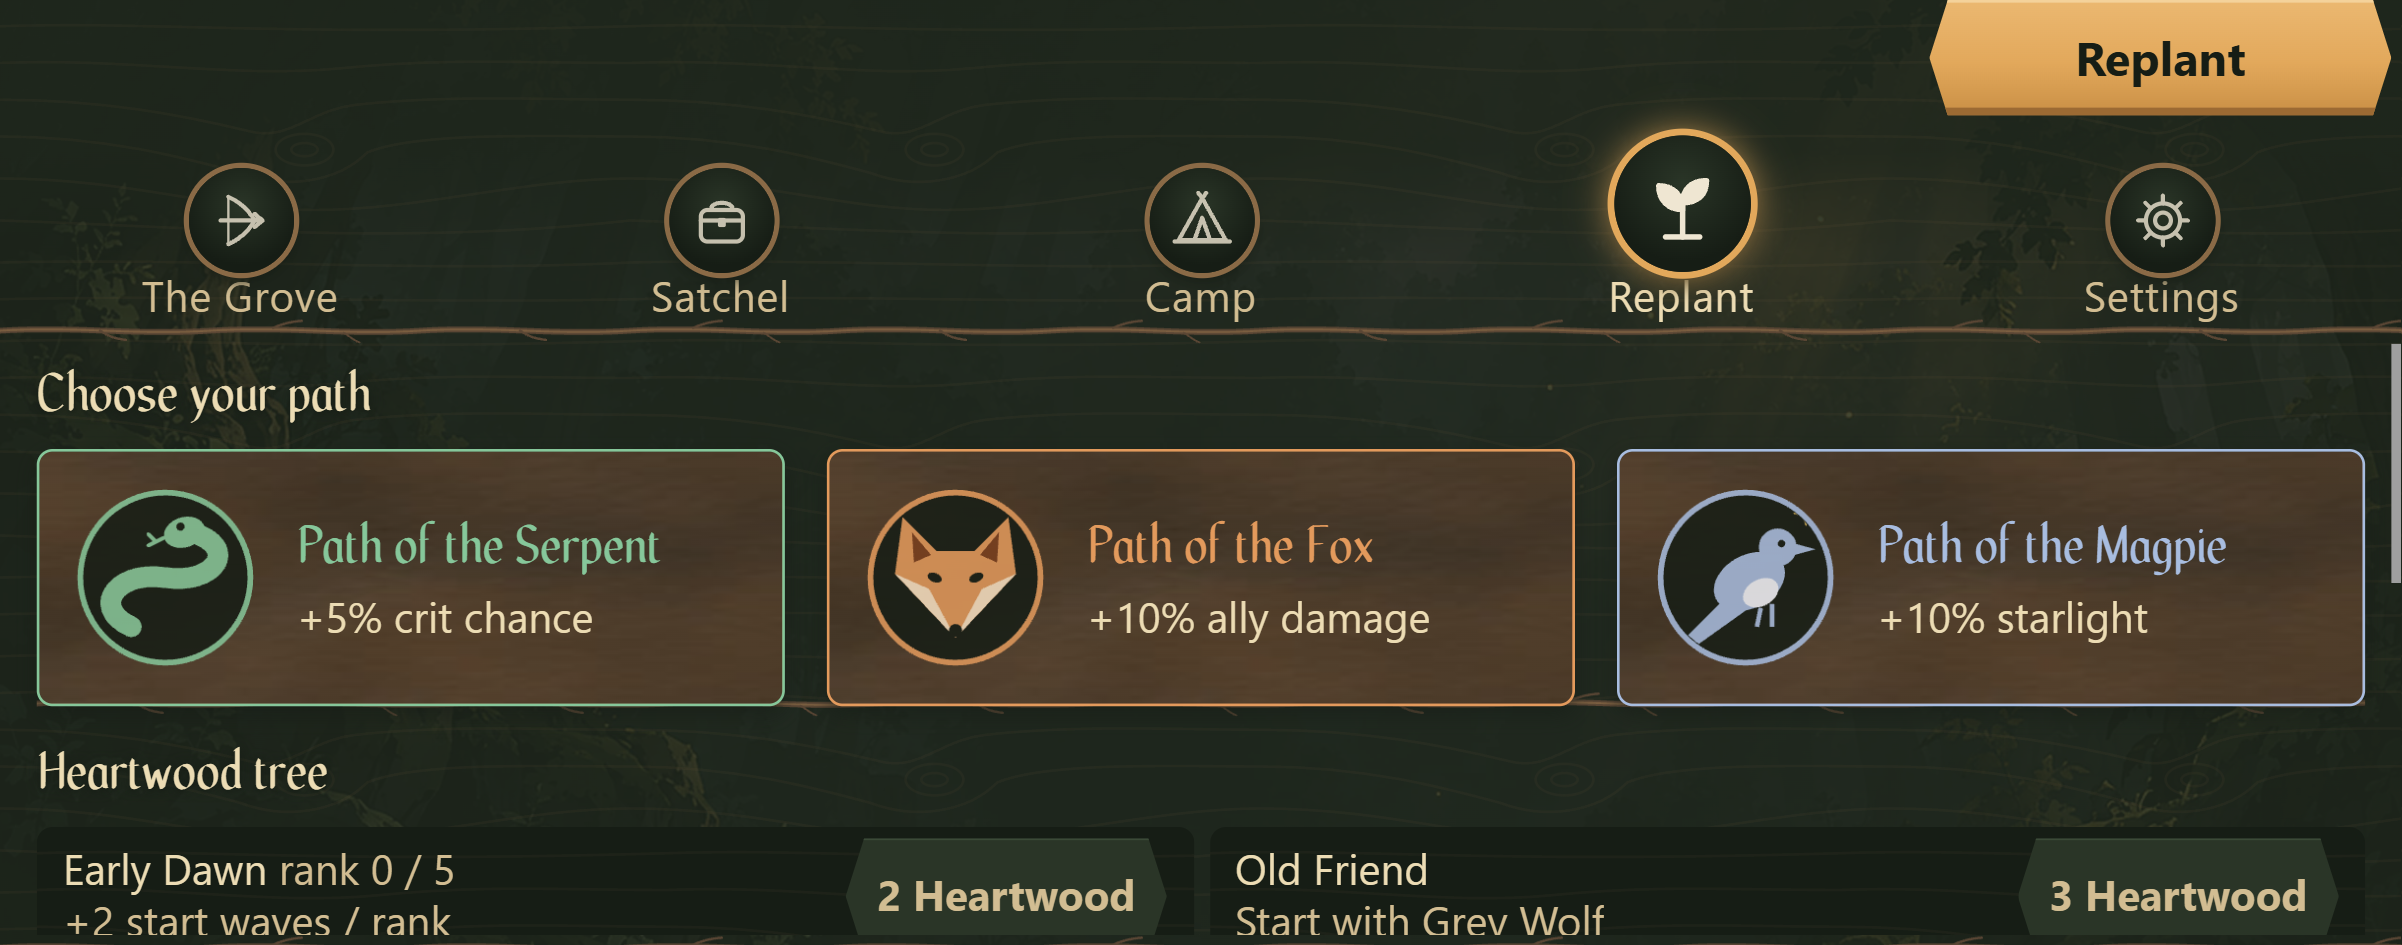 Replant
The Grove
Satchel
Camp
Replant
Settings
Choose your path
Path of the Serpent
+5% crit chance
Path of the Fox
+10% ally damage
Path of the Magpie
+10% starlight
Heartwood tree
Early Dawn rank 0 / 5
+2 start waves / rank
2 Heartwood
Old Friend
Start with Grey Wolf
3 Heartwood